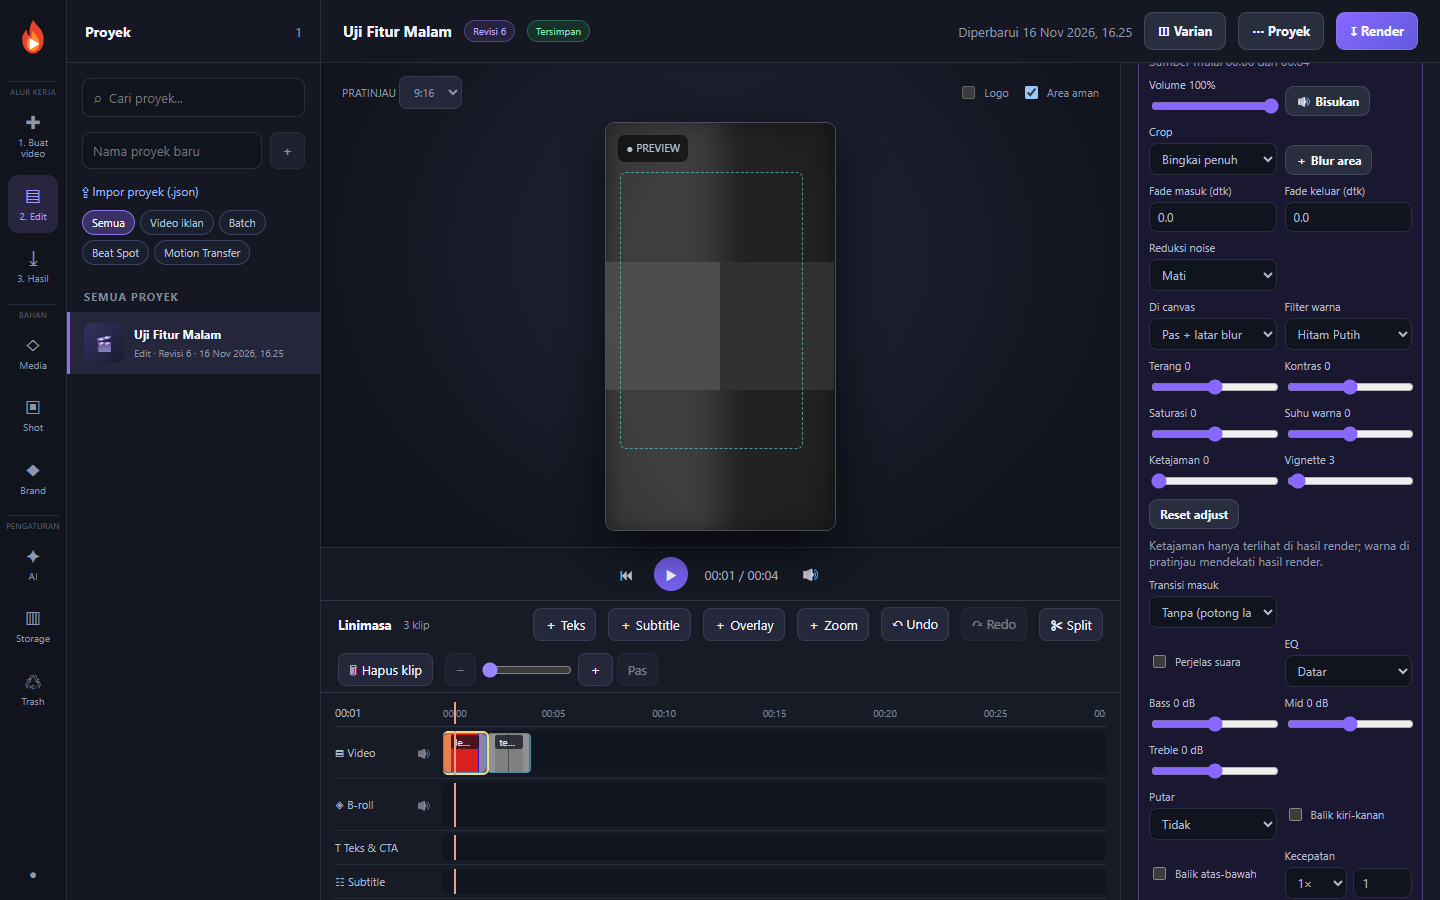 ALUR KERJA
1. Buat
video
2. Edit
3. Hasil
BAHAN
Media
Shot
Brand
PENGATURAN
AI
Storage
Trash
Proyek
1
Cari proyek...
Nama proyek baru
+
Impor proyek (.json)
Semua
Video iklan
Batch
Beat Spot
Motion Transfer
SEMUA PROYEK
Uji Fitur Malam
Edit · Revisi 6 · 16 Nov 2026, 16.25
Uji Fitur Malam
Revisi 6
Tersimpan
Diperbarui 16 Nov 2026, 16.25
Varian
Proyek
Render
PRATINJAU
9:16
Logo
Area aman
PREVIEW
00:01 / 00:04
Linimasa
3 klip
+ Teks
+ Subtitle
+ Overlay
+ Zoom
Undo
Redo
Split
Hapus klip
−
+
Pas
00:01
00:00
00:05
00:10
00:15
00:20
00:25
00:
Video
te...
B-roll
T Teks & CTA
Subtitle
Sumber mulai 00:00 dari 00:04
Volume 100%
Bisukan
Crop
Bingkai penuh
+ Blur area
Fade masuk (dtk)
Fade keluar (dtk)
0.0
0.0
Reduksi noise
Mati
Di canvas
Filter warna
Pas + latar blur
Hitam Putih
Terang 0
Kontras 0
Saturasi 0
Suhu warna 0
Ketajaman 0
Vignette 3
Reset adjust
Ketajaman hanya terlihat di hasil render; warna di
pratinjau mendekati hasil render.
Transisi masuk
Tanpa (potong la
EQ
Perjelas suara
Datar
Bass 0 dB
Mid 0 dB
Treble 0 dB
Putar
Tidak
Balik kiri-kanan
Kecepatan
Balik atas-bawah
1×
1